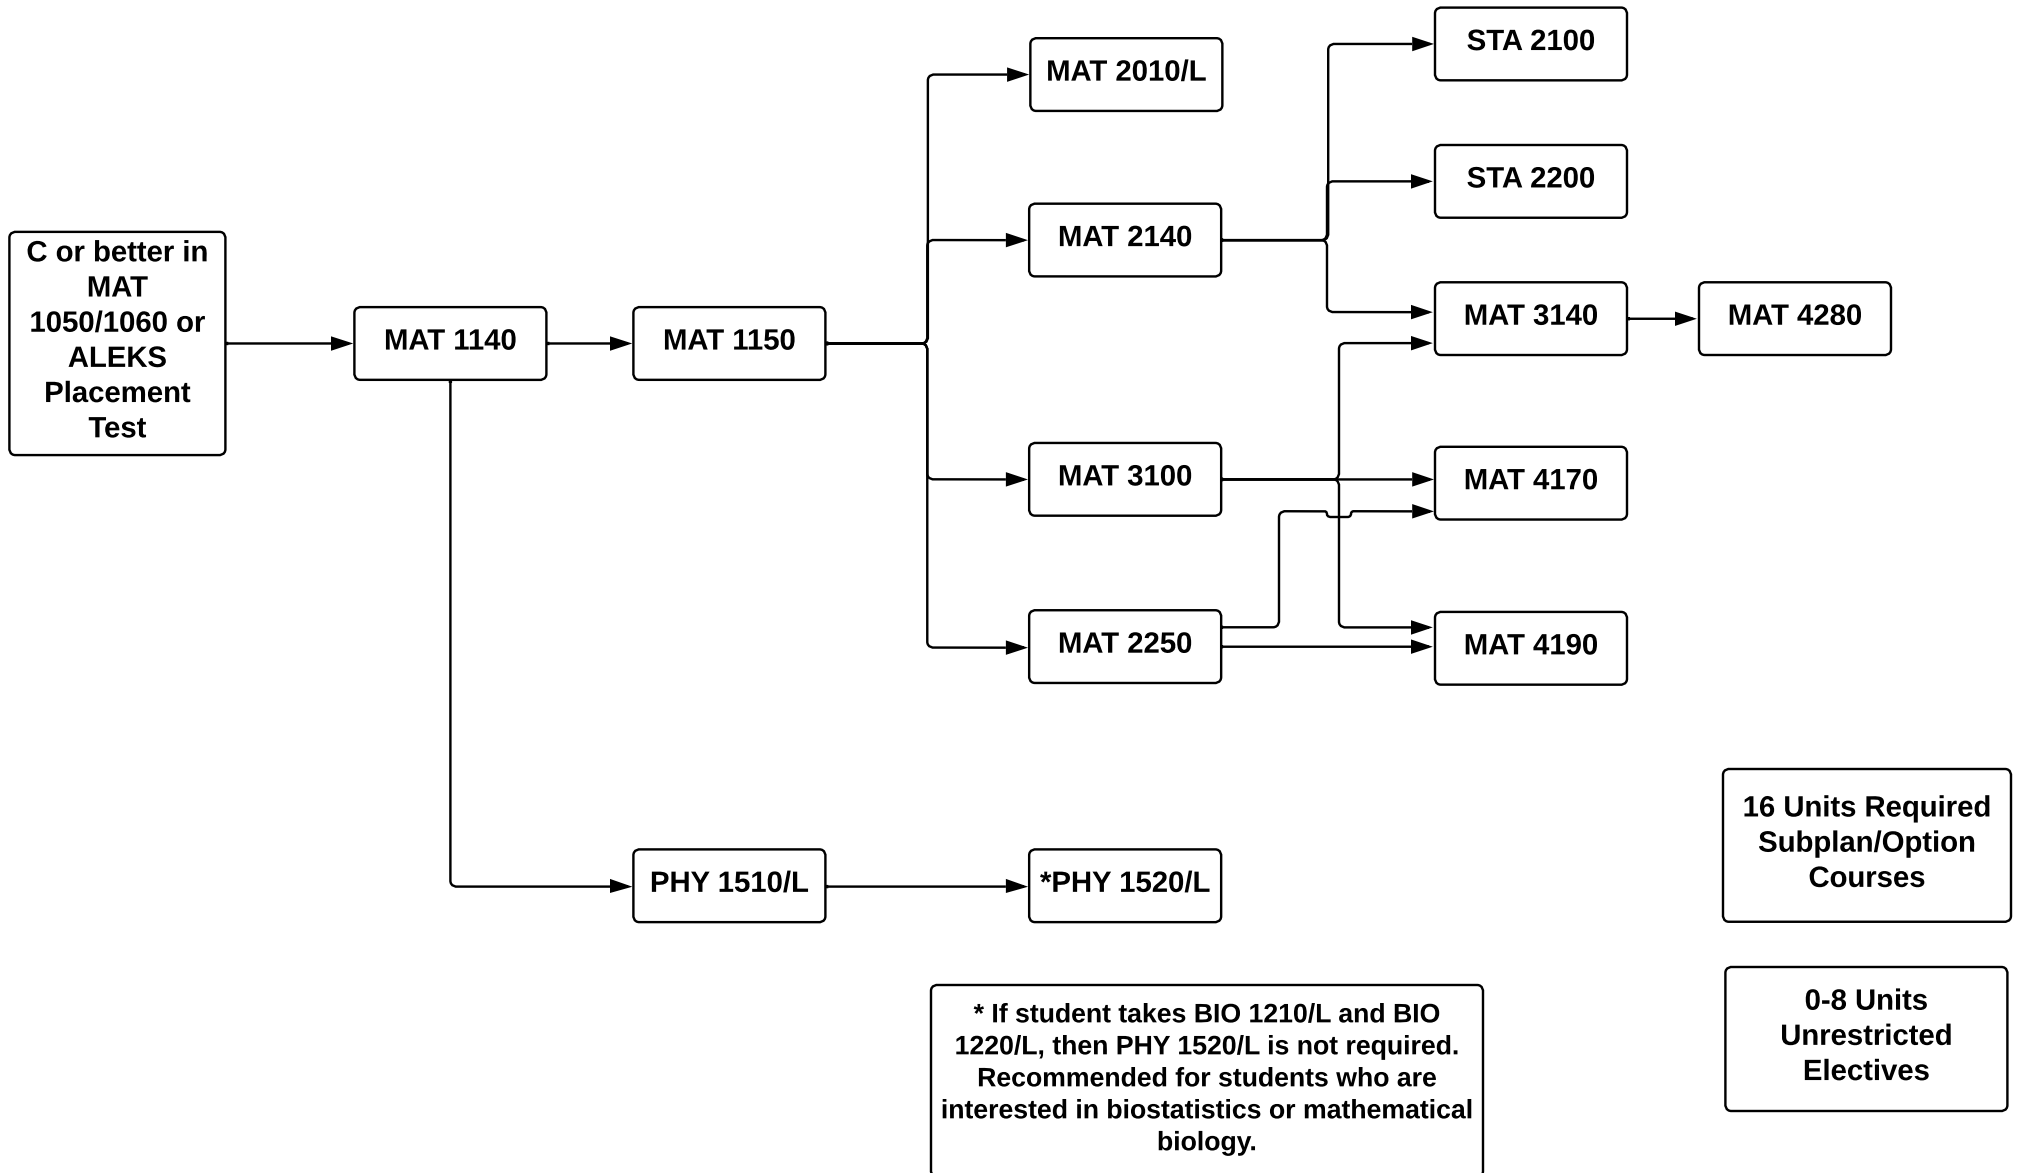 STA 2100
MAT 2010/L
STA 2200
MAT 2140
C or better in
MAT
1050/1060 or
ALEKS
Placement
Test
MAT 1140
MAT 1150
MAT 3140
MAT 4280
MAT 3100
MAT 4170
MAT 2250
MAT 4190
16 Units Required
Subplan/Option
Courses
PHY 1510/L
*PHY 1520/L
* If student takes BIO 1210/L and BIO
1220/L, then PHY 1520/L is not required.
Recommended for students who are
interested in biostatistics or mathematical
biology.
0-8 Units
Unrestricted
Electives